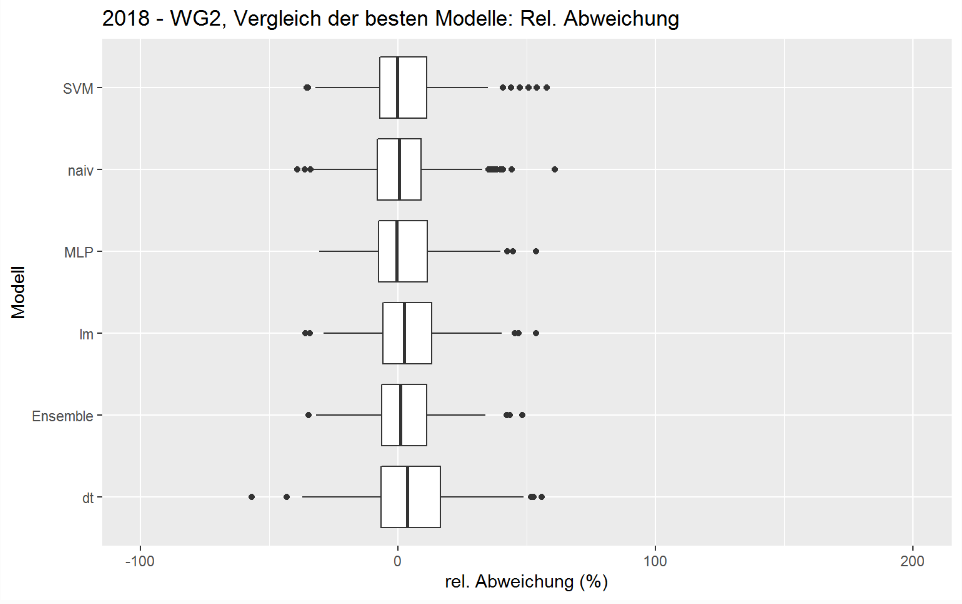 2018 - WG2, Vergleich der besten Modelle: Rel. Abweichung
SVM
naiv
MLP
lm
Ensemble
dt
Modell
-100
0
100
200
rel. Abweichung (%)